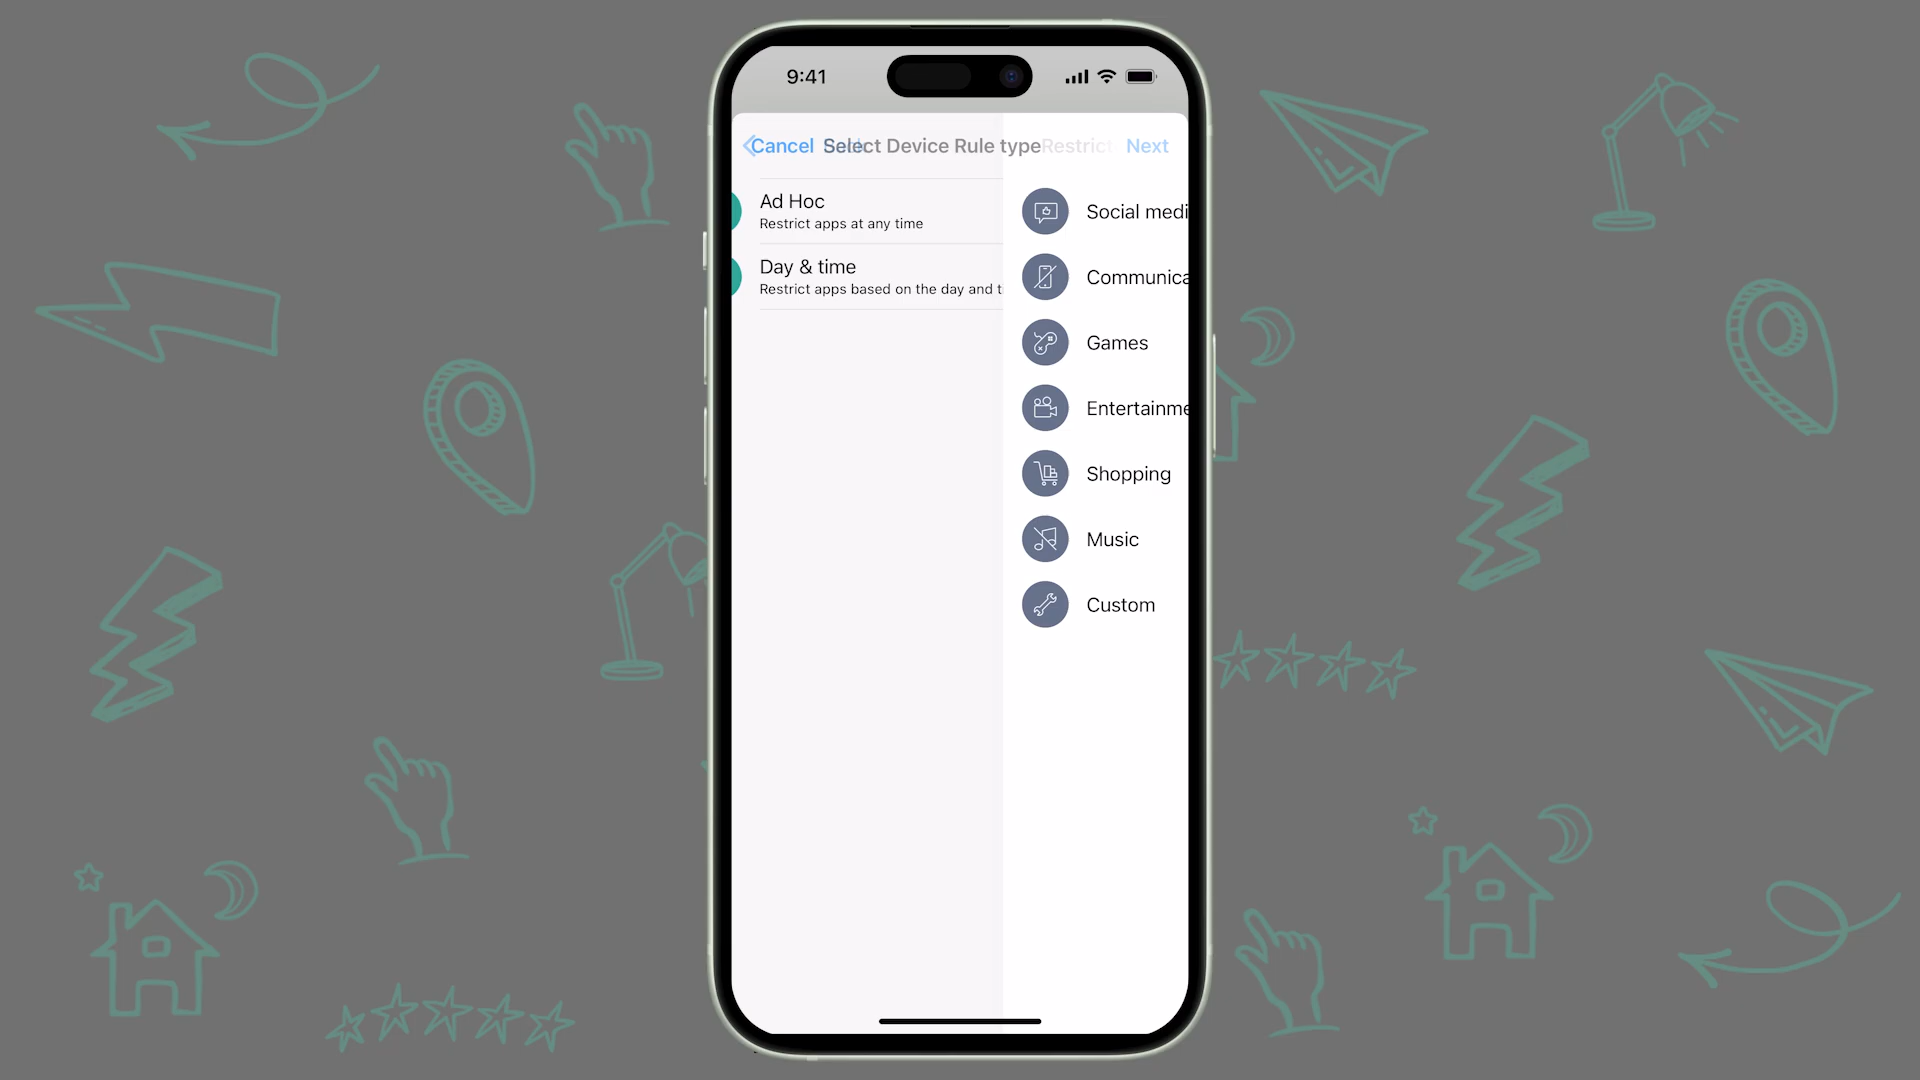 9:41
Cancel Select Device Rule type Restrict Next
Ad Hoc
Restrict apps at any time
Day & time
Restrict apps based on the day and t
Social medi
Communica
Games
Entertainme
Shopping
Music
Custom